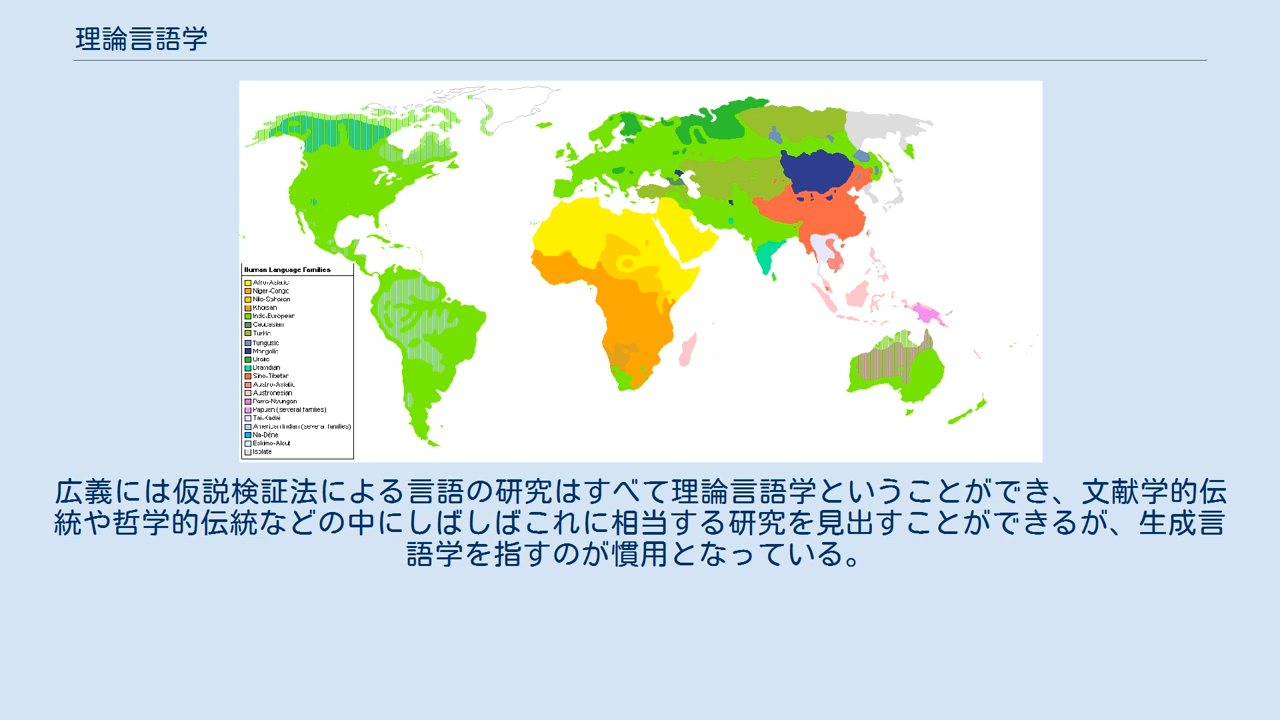 理論言語学
Human Language Families
Afro-Asiatic
Niger-Congo
Nilo-Saharan
Khoisan
Indo-European
Caucasian
Turkic
Tungusic
Mongolic
Uralic
Dravidian
Sino-Tibetan
Austro-Asiatic
Austronesian
Pama-Nyungan
Papuan (several families)
Tai-Kadai
American Indian (several families)
Na-Dené
Eskimo-Aleut
Isolate
広義には仮説検証法による言語の研究はすべて理論言語学ということができ、文献学的伝
統や哲学的伝統などの中にしばしばこれに相当する研究を見出すことができるが、生成言
語学を指すのが慣用となっている。